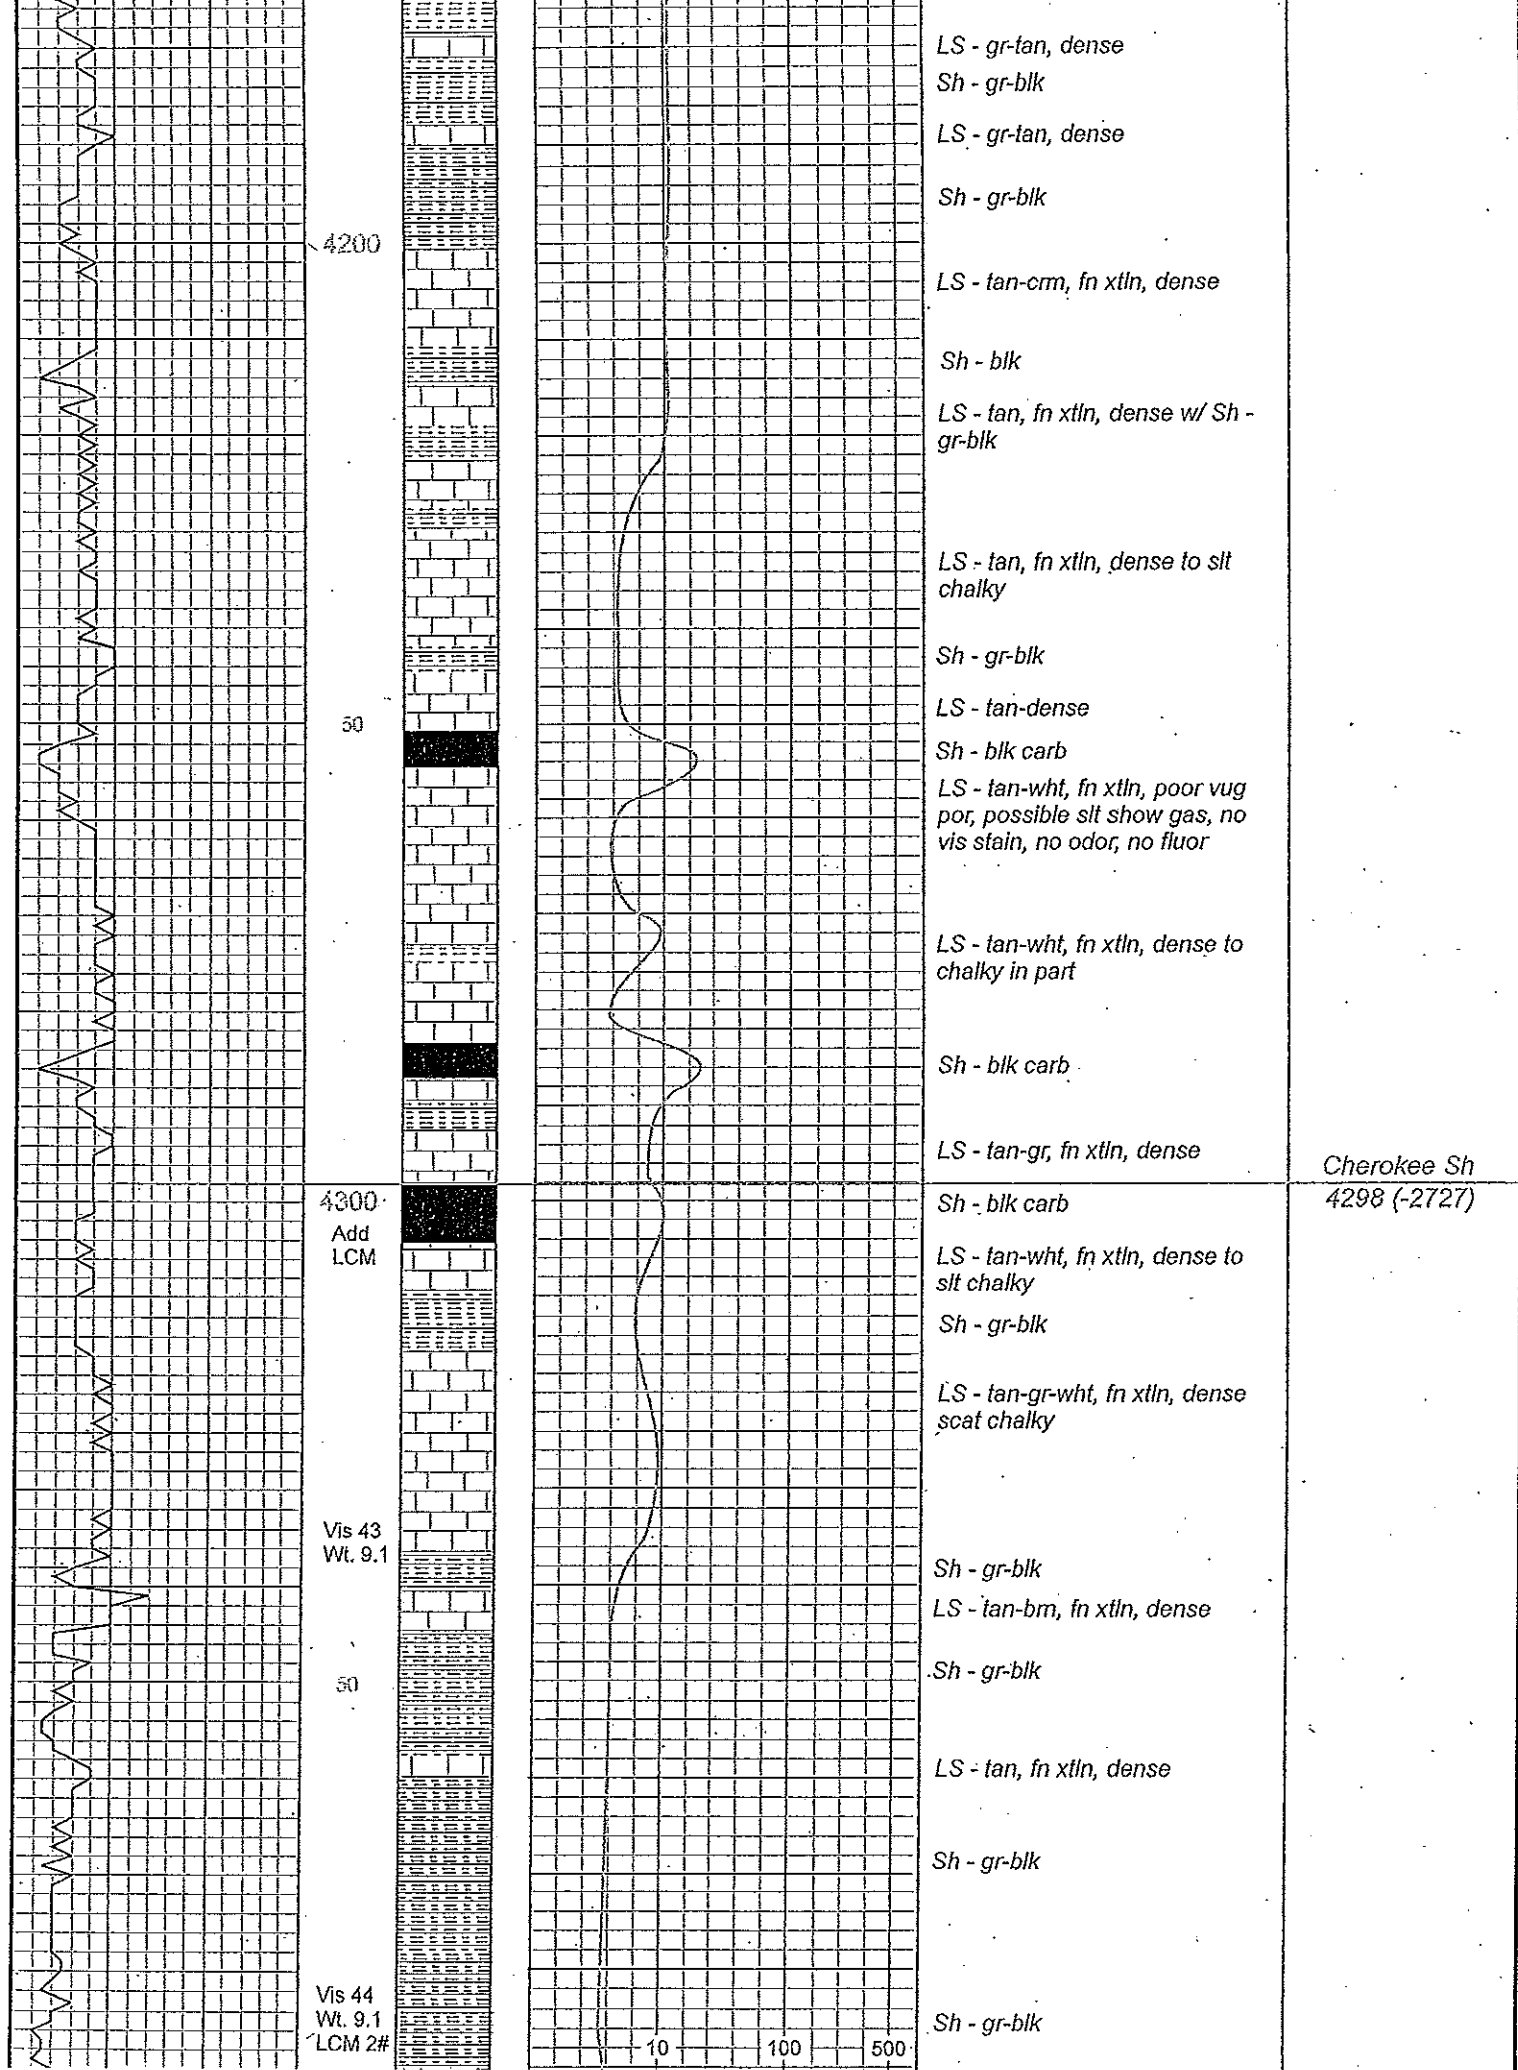 LS - gr-tan, dense
Sh - gr-blk
LS - gr-tan, dense
Sh - gr-blk
4200
LS - tan-crm, fn xtln, dense
Sh - blk
LS - tan, fn xtln, dense w/ Sh -
gr-blk
LS - tan, fn xtln, dense to slt
chalky
Sh - gr-blk
LS - tan-dense
50
Sh - blk carb
LS - tan-wht, fn xtln, poor vug
por, possible slt show gas, no
vis stain, no odor, no fluor
LS - tan-wht, fn xtln, dense to
chalky in part
Sh - blk carb
LS - tan-gr, fn xtln, dense
Cherokee Sh
4298 (-2727)
4300
Add
LCM
Sh - blk carb
LS - tan-wht, fn xtln, dense to
slt chalky
Sh - gr-blk
LS - tan-gr-wht, fn xtln, dense
scat chalky
Vis 43
Wt. 9.1
Sh - gr-blk
LS - tan-brn, fn xtln, dense
Sh - gr-blk
50
LS - tan, fn xtln, dense
Sh - gr-blk
Vis 44
Wt. 9.1
LCM 2#
Sh - gr-blk
10 100 500